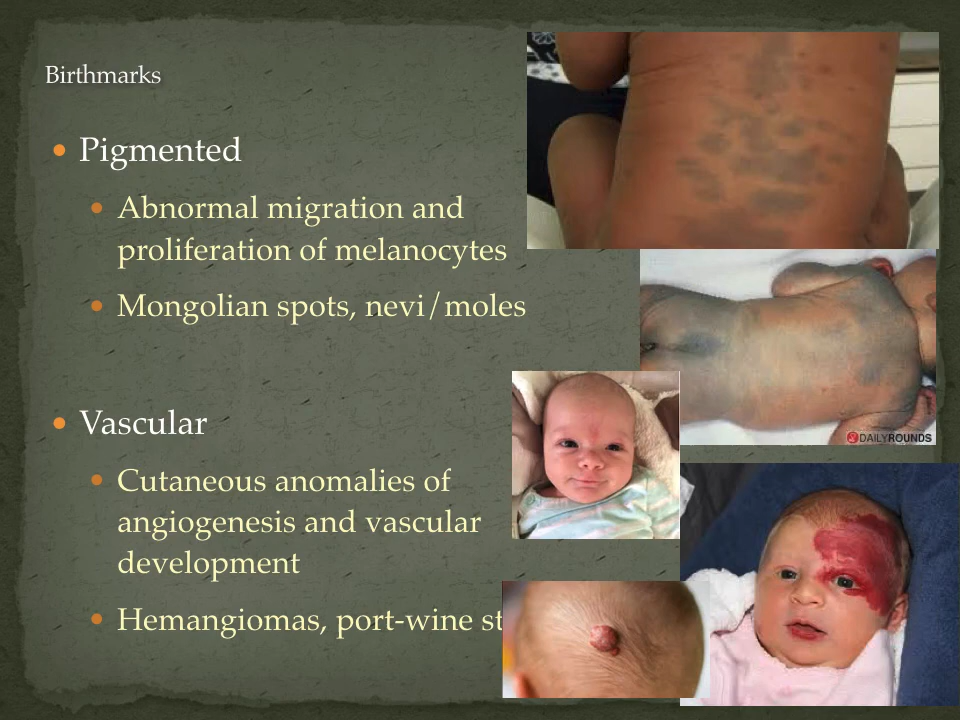 Birthmarks
Pigmented
Abnormal migration and
proliferation of melanocytes
Mongolian spots, nevi/moles
DAILYROUNDS
Vascular
Cutaneous anomalies of
angiogenesis and vascular
development
Hemangiomas, port-wine